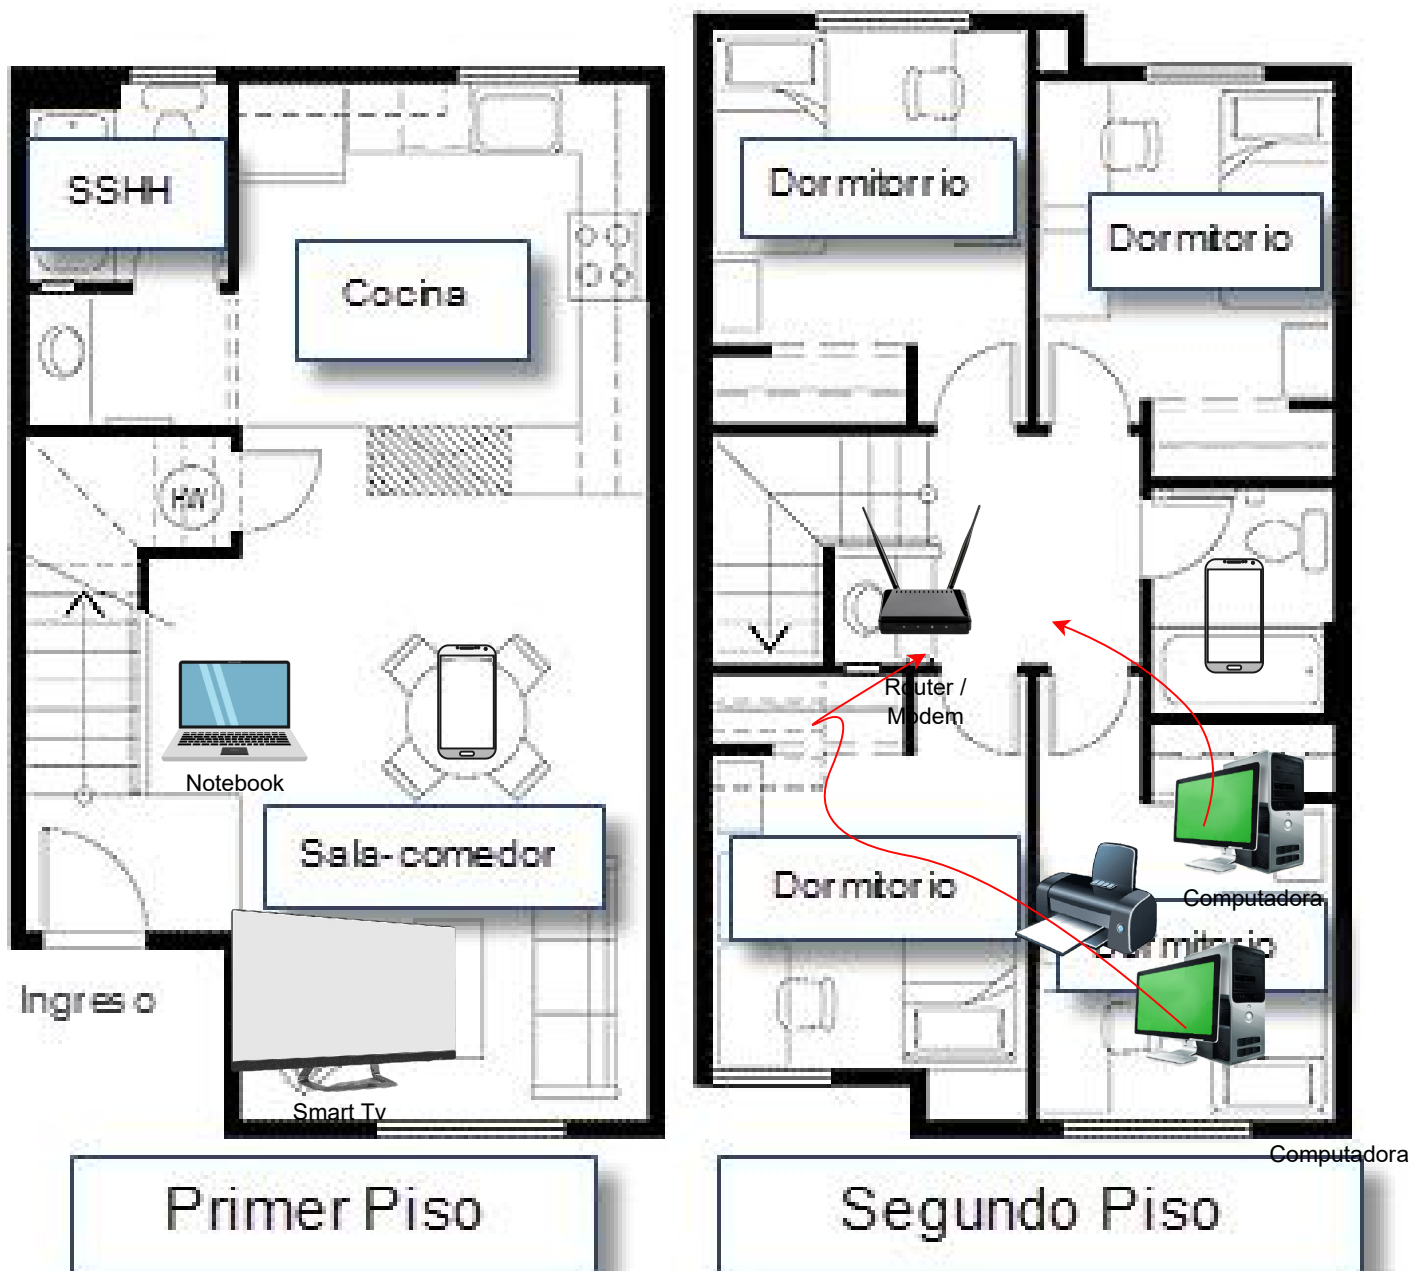 SSHH
Cocina
HW
Notebook
Sala-comedor
Ingreso
Smart Tv
Primer Piso
Dormitorrio
Dormitorio
Router /
Modem
Dormitorio
Computadora
Dormitorio
Computadora
Segundo Piso